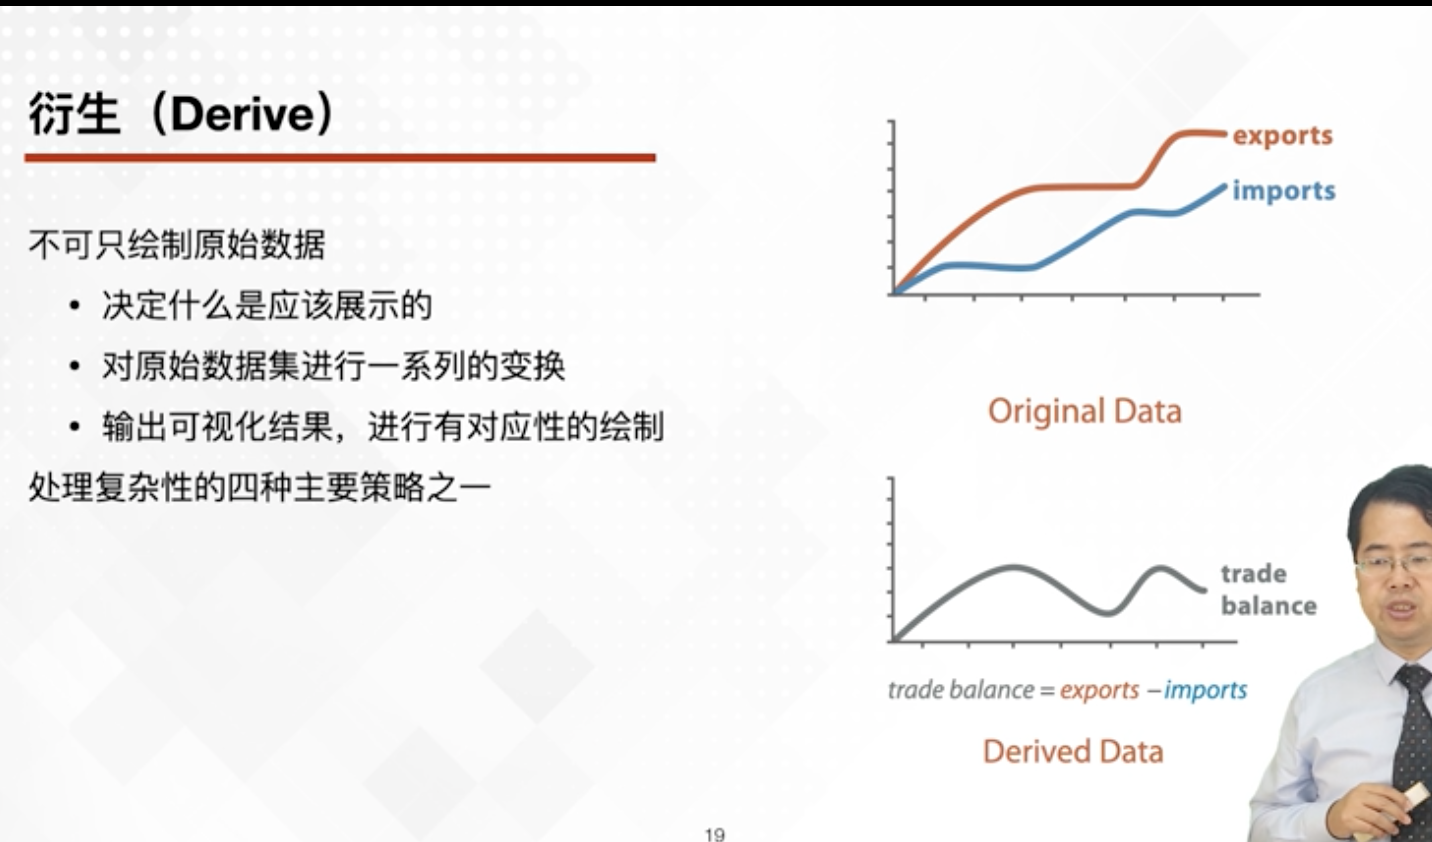 衍生（Derive）
不可只绘制原始数据
• 决定什么是应该展示的
• 对原始数据集进行一系列的变换
• 输出可视化结果，进行有对应性的绘制
处理复杂性的四种主要策略之一
exports
imports
Original Data
trade
balance
trade balance = exports – imports
Derived Data
19